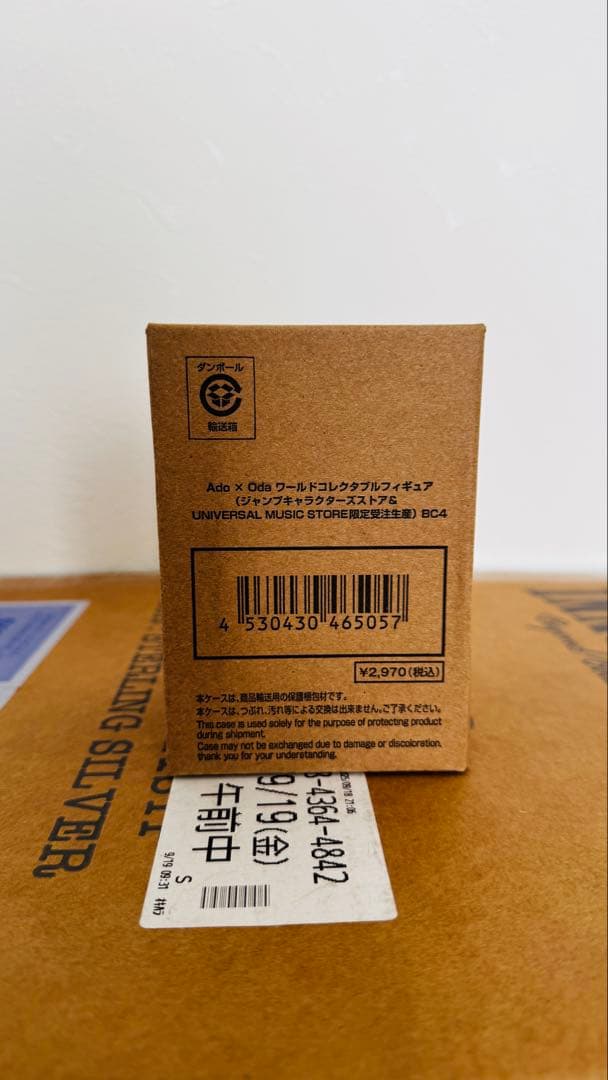 ダンボール
輸送箱
Ado × Oda ワールドコレクタブルフィギュア
(ジャンプキャラクターズストア&
UNIVERSAL MUSIC STORE限定受注生産) BC4
4 530430 465057
¥2,970(税込)
本ケースは、商品輸送用の保護梱包材です。
本ケースは、つぶれ、汚れ等による交換は出来ません。ご了承ください。
This case is used solely for the purpose of protecting product
during shipment.
Case may not be exchanged due to damage or discoloration.
thank you for your understanding.
STERLING SILVER
3-4364-4842
9/19(金)
午前中
9/19 09:31
S